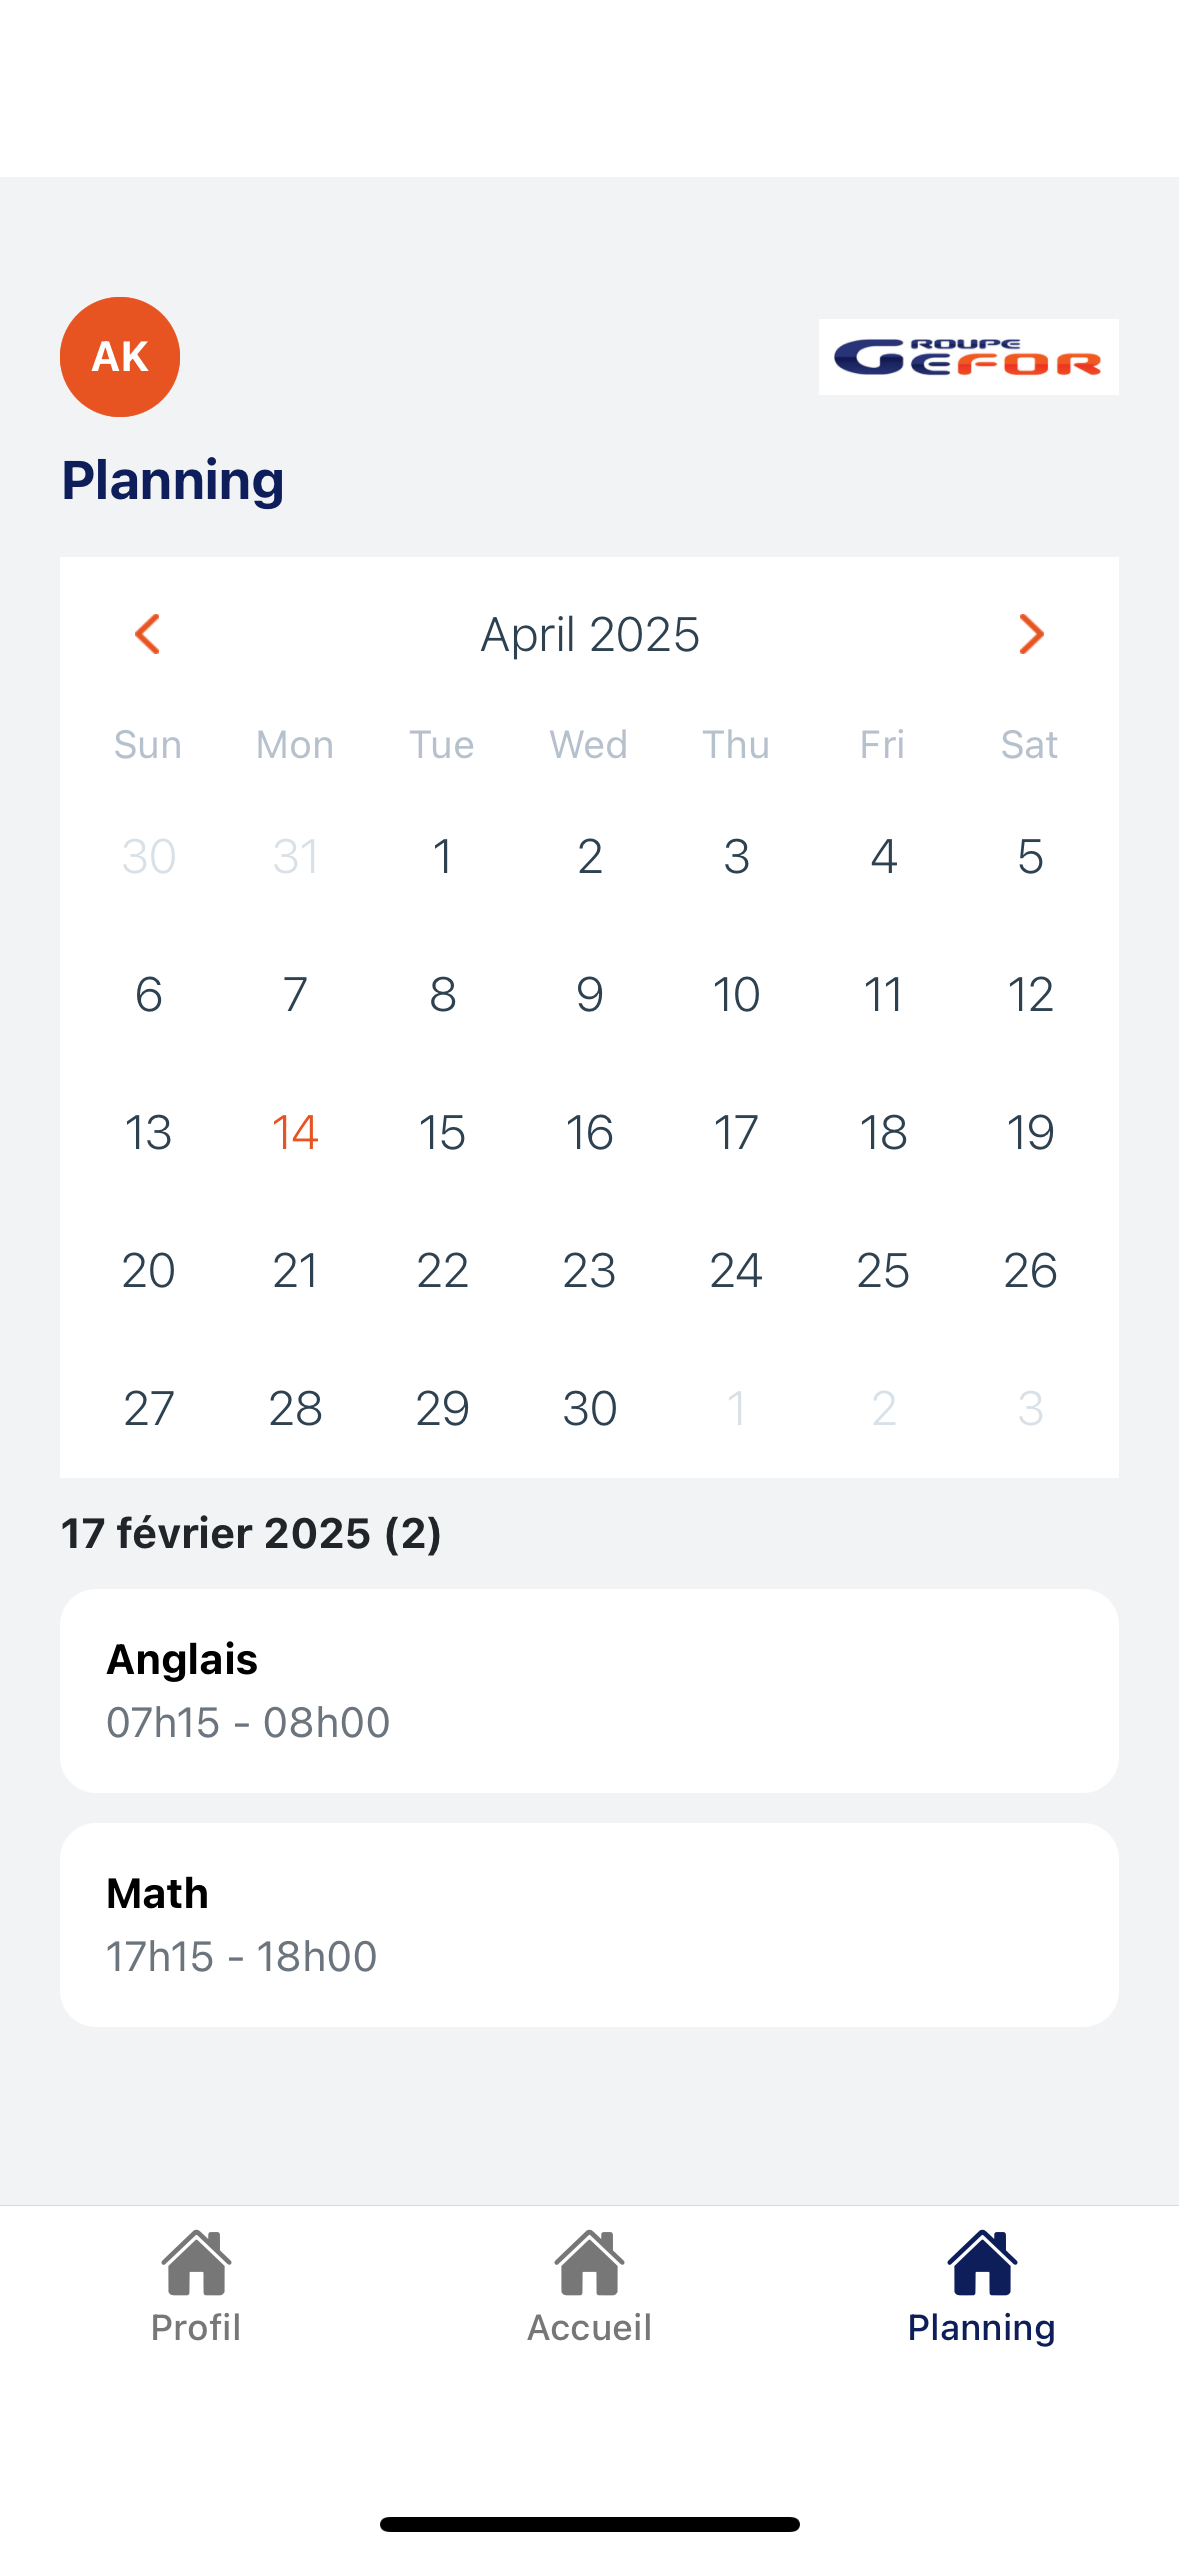 AK
GROUPE
GEFOR
Planning
April 2025
Sun Mon Tue Wed Thu Fri Sat
30 31 1 2 3 4 5
6 7 8 9 10 11 12
13 14 15 16 17 18 19
20 21 22 23 24 25 26
27 28 29 30 1 2 3
17 février 2025 (2)
Anglais
07h15 - 08h00
Math
17h15 - 18h00
Profil Accueil Planning